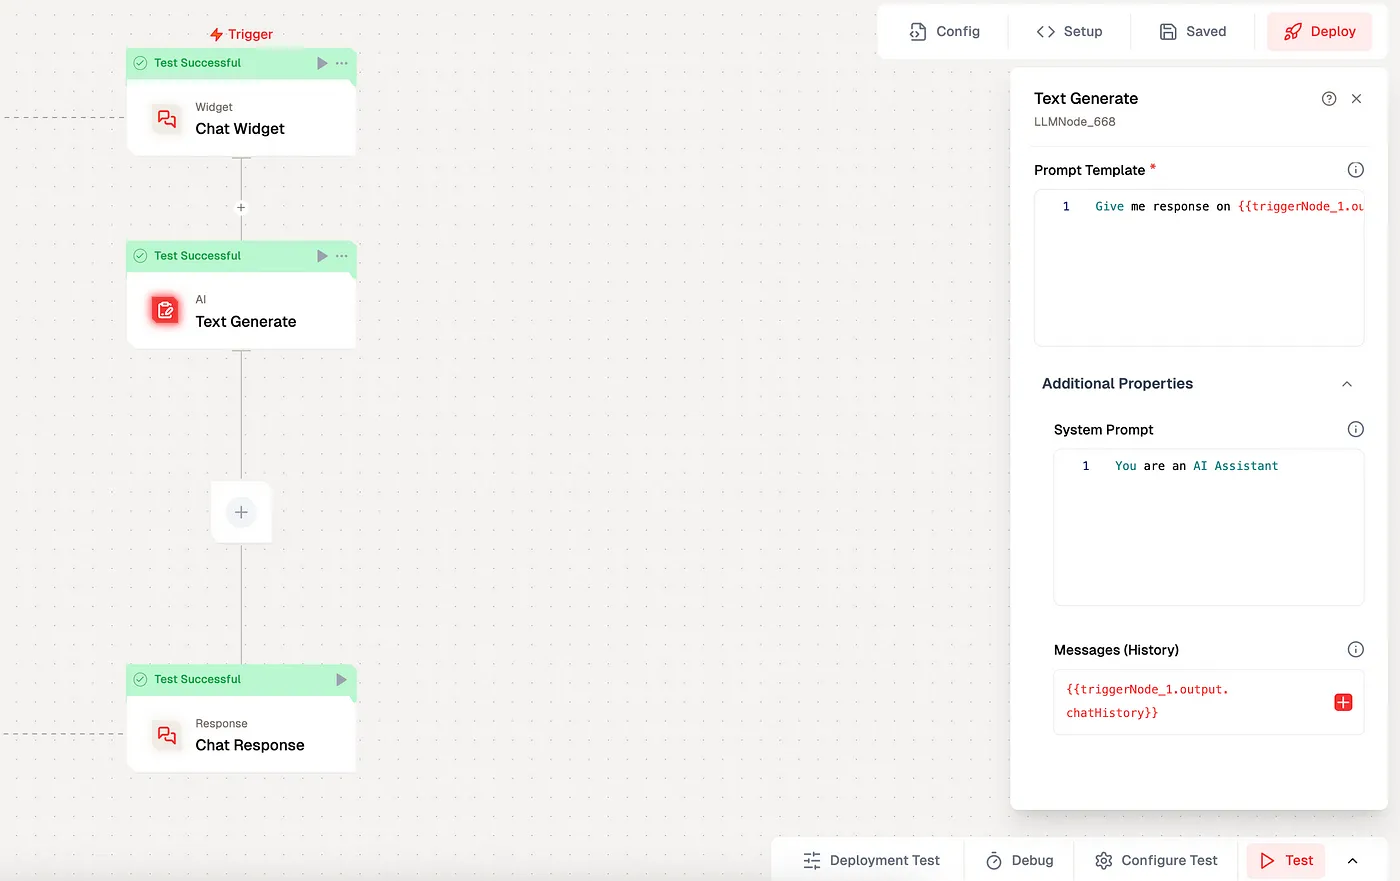 Trigger
Test Successful
Widget
Chat Widget
Test Successful
AI
Text Generate
Test Successful
Response
Chat Response
Config
Setup
Saved
Deploy
Text Generate
LLMNode_668
Prompt Template *
1 Give me response on {{triggerNode_1.ou
Additional Properties
System Prompt
1 You are an AI Assistant
Messages (History)
{{triggerNode_1.output.
chatHistory}}
Deployment Test
Debug
Configure Test
Test